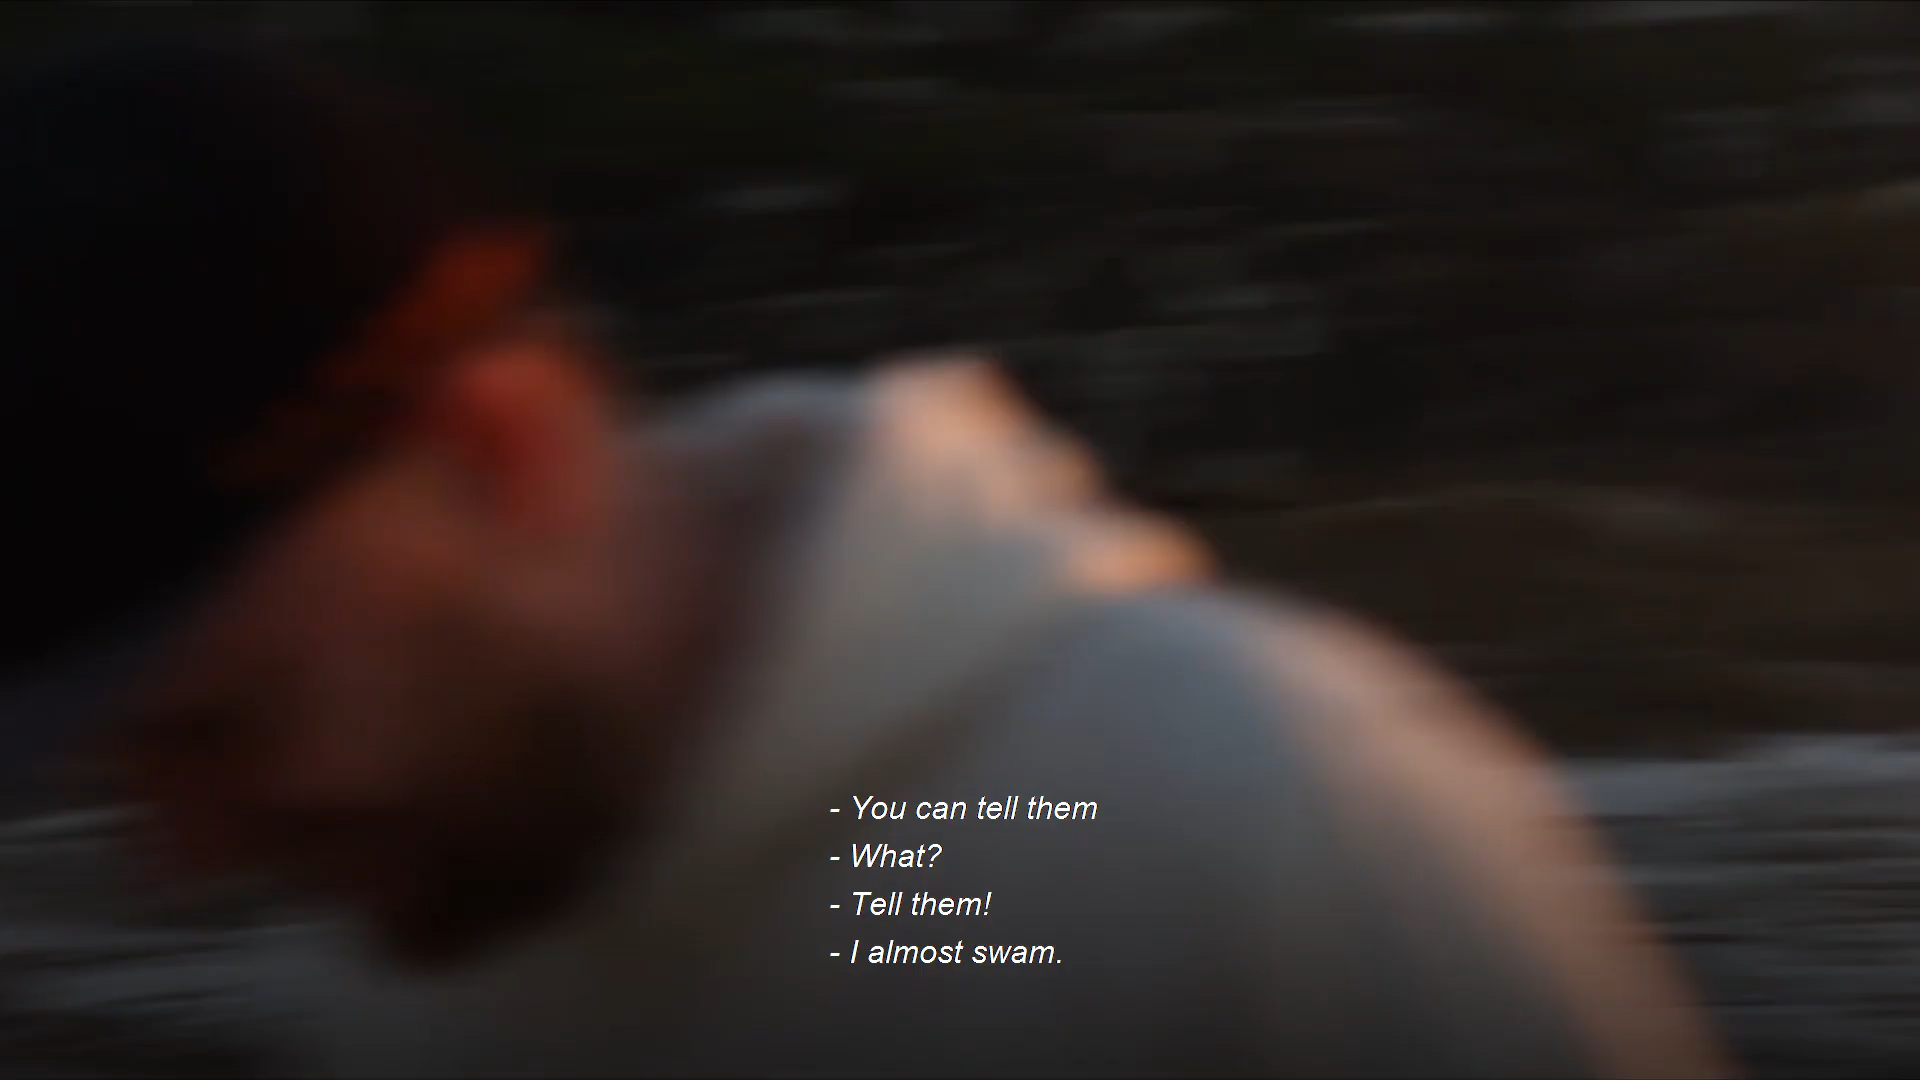 - You can tell them
- What?
- Tell them!
- I almost swam.